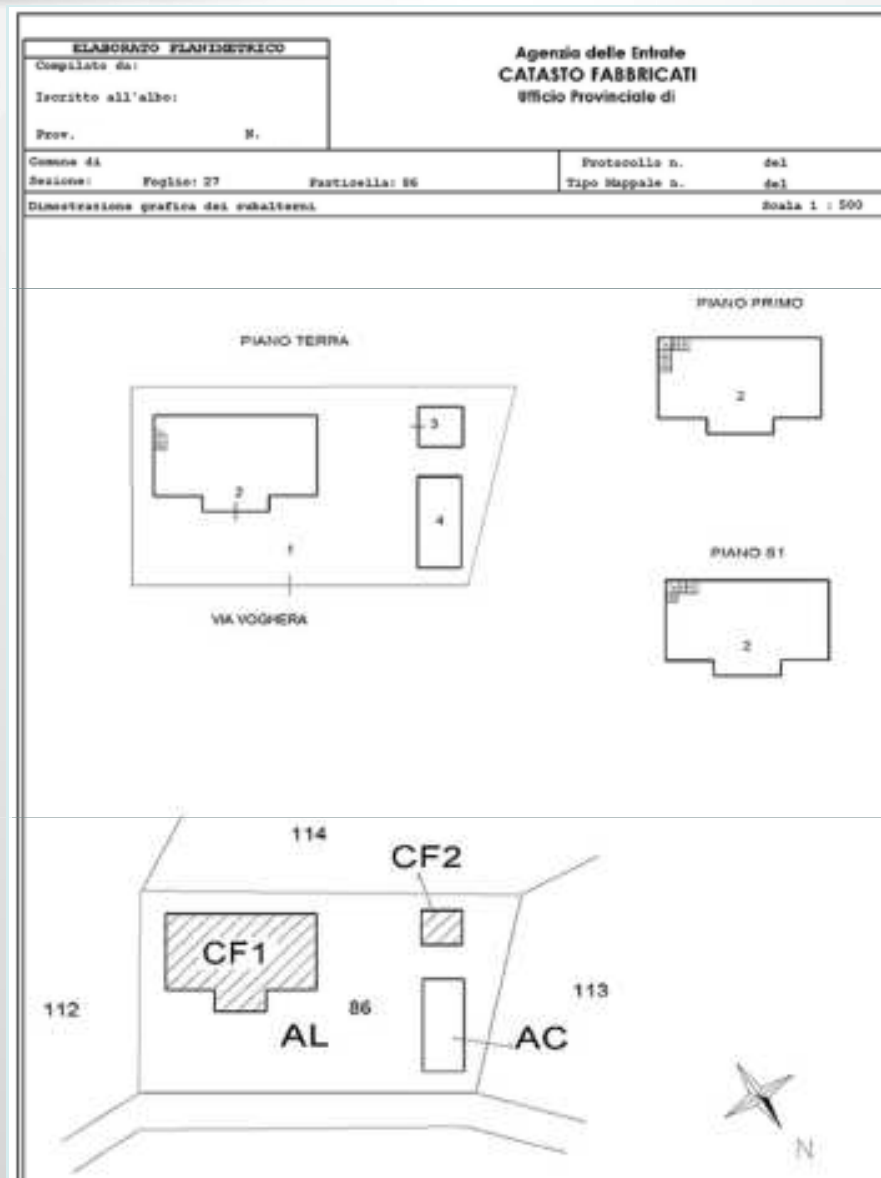 ELABORATO PLANIMETRICO
Compilato da:
Iscritto all'albo:
Prov. N.
Agenzia delle Entrate
CATASTO FABBRICATI
Ufficio Provinciale di
Comune di
Sezione: Foglio: 27 Particella: 86
Protocollo n. del
Tipo Mappale n. del
Dimostrazione grafica dei subalterni Scala 1 : 500
PIANO TERRA
PIANO PRIMO
2
3
2
4
1
VIA VOGHERA
PIANO S1
2
114
CF2
CF1
112
86
113
AL
AC
N